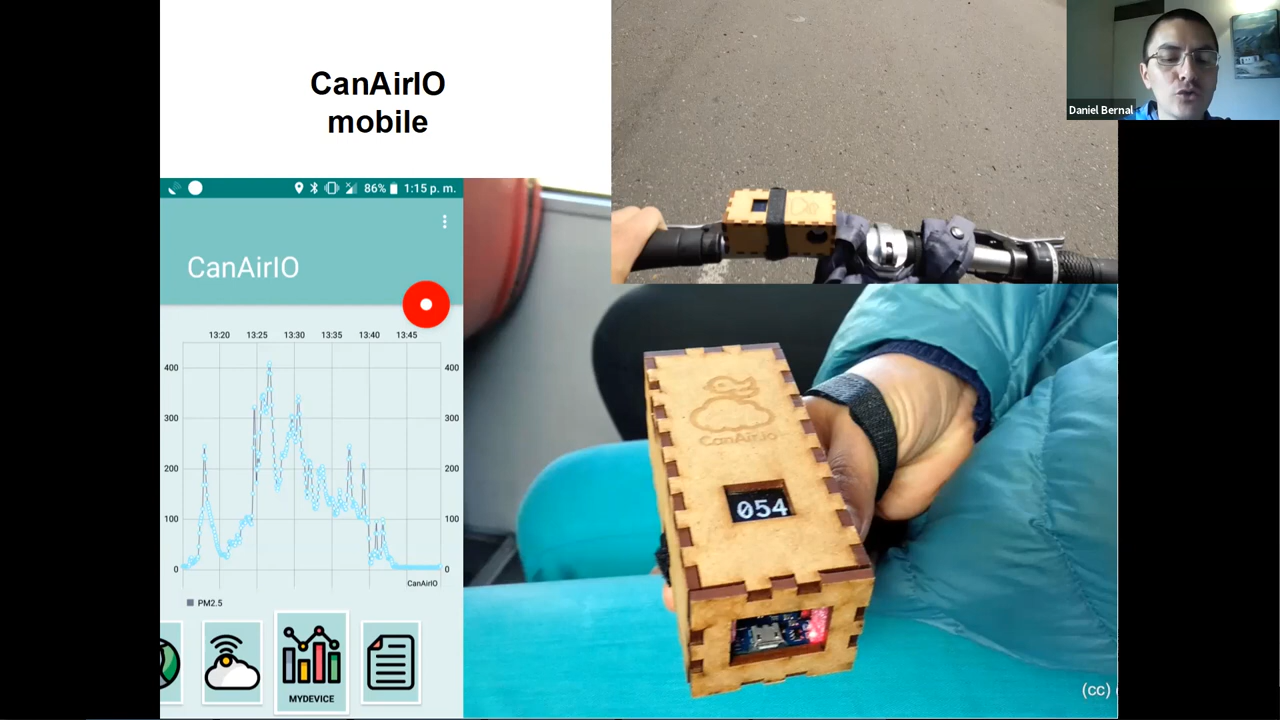 CanAirIO
mobile
Daniel Bernal
86% 1:15 p. m.
CanAirIO
13:20 13:25 13:30 13:35 13:40 13:45
400 400
300 300
200 200
100 100
0 0
CanAirIO
PM2.5
MYDEVICE
CanAirIO
054
(cc)